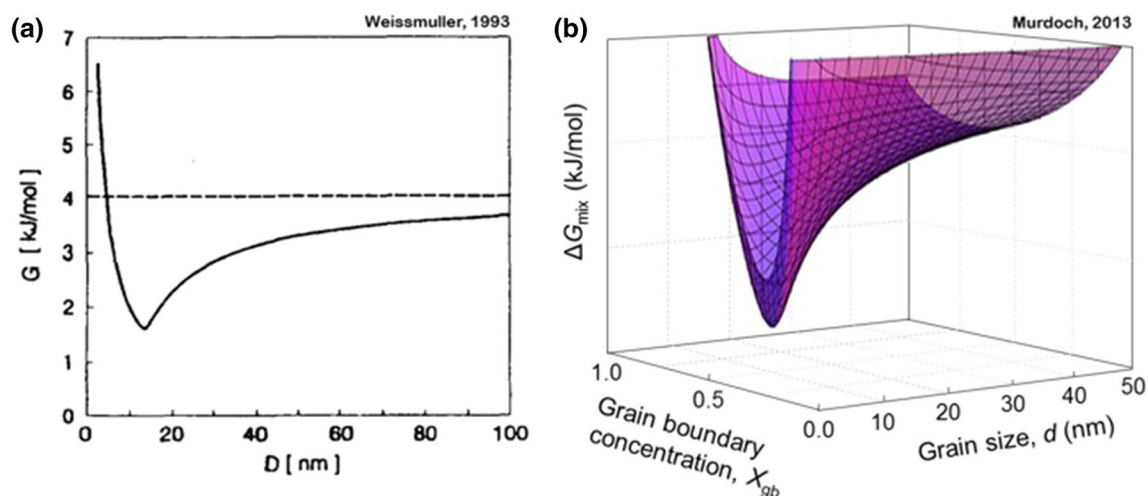 (a)
Weissmuller, 1993
7
6
5
4
3
2
1
0
G [ kJ/mol ]
0
20
40
60
80
100
D [ nm ]
(b)
Murdoch, 2013
ΔG_mix (kJ/mol)
1.0
0.5
0.0
Grain boundary
concentration, X_gb
10
20
30
40
50
Grain size, d (nm)